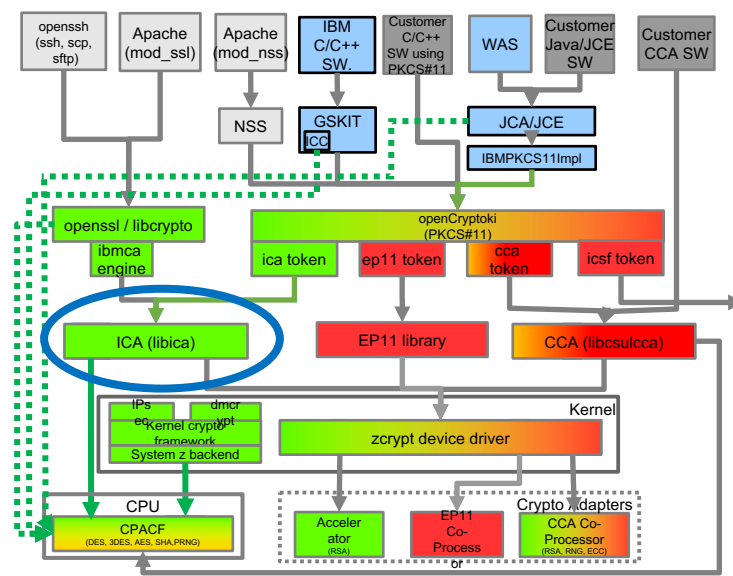 openssh
(ssh, scp,
sftp)
Apache
(mod_ssl)
Apache
(mod_nss)
IBM
C/C++
SW.
Customer
C/C++
SW using
PKCS#11
WAS
Customer
Java/JCE
SW
Customer
CCA SW
NSS
GSKIT
ICC
JCA/JCE
IBMPKCS11Impl
openssl / libcrypto
ibmca
engine
openCryptoki
(PKCS#11)
ica token
ep11 token
cca
token
icsf token
ICA (libica)
EP11 library
CCA (libcsulcca)
Kernel
IPs
ec
dmcr
ypt
Kernel crypto
framework
System z backend
zcrypt device driver
CPU
CPACF
(DES, 3DES, AES, SHA,PRNG)
Crypto Adapters
Acceler
ator
(RSA)
EP11
Co-
Process
or
CCA Co-
Processor
(RSA, RNG, ECC)